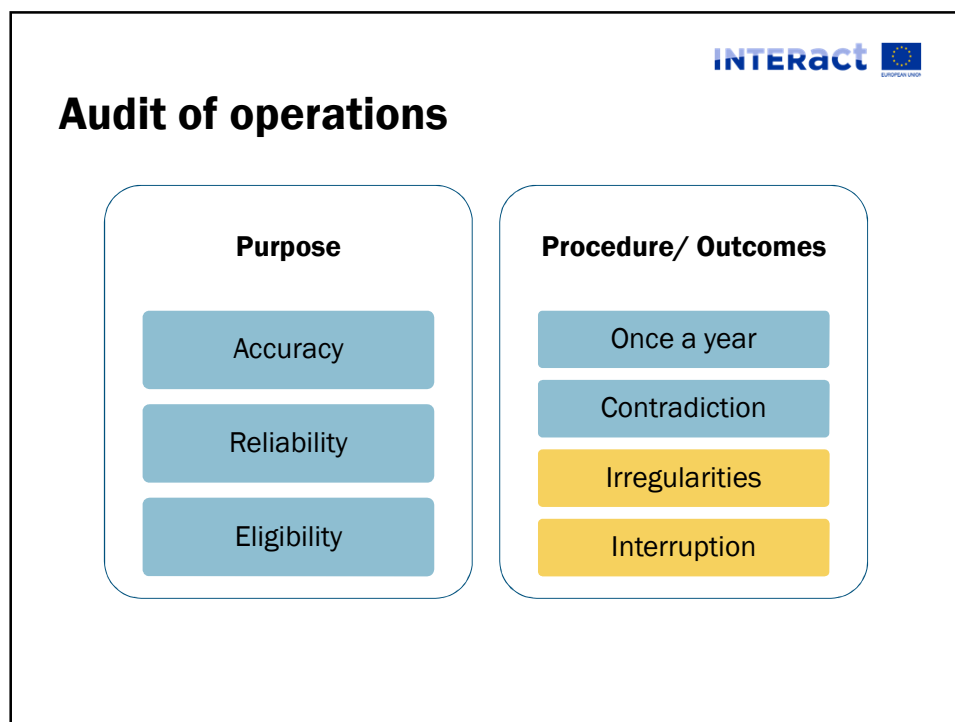 INTERact
EUROPEAN UNION
Audit of operations
Purpose
Accuracy
Reliability
Eligibility
Procedure/ Outcomes
Once a year
Contradiction
Irregularities
Interruption